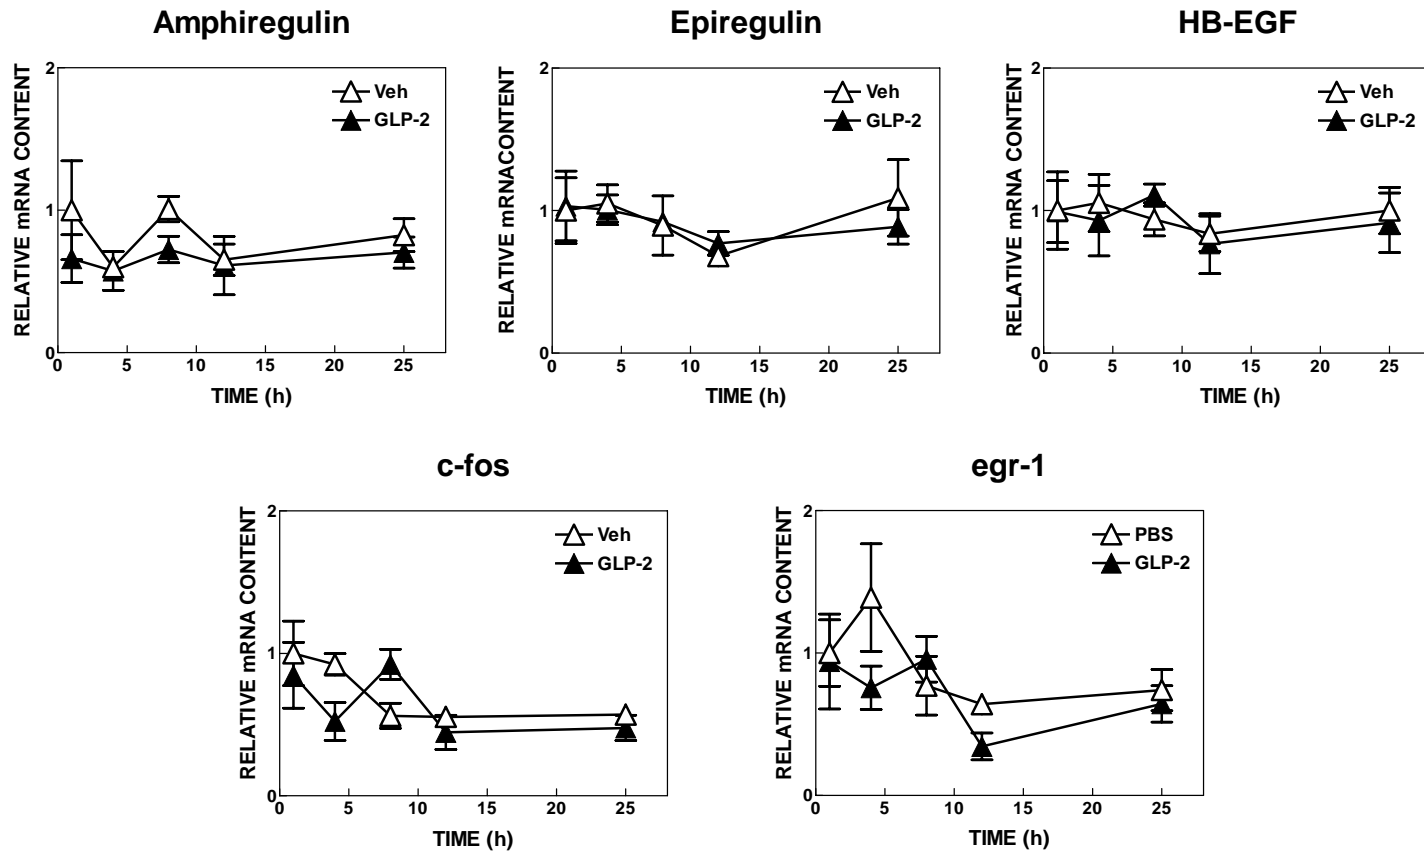 Amphiregulin
RELATIVE mRNA CONTENT
2
1
0
Veh
GLP-2
0 5 10 15 20 25
TIME (h)
Epiregulin
RELATIVE mRNACONTENT
2
1
0
Veh
GLP-2
0 5 10 15 20 25
TIME (h)
HB-EGF
RELATIVE mRNA CONTENT
2
1
0
Veh
GLP-2
0 5 10 15 20 25
TIME (h)
c-fos
RELATIVE mRNA CONTENT
2
1
0
Veh
GLP-2
0 5 10 15 20 25
TIME (h)
egr-1
RELATIVE mRNA CONTENT
2
1
0
PBS
GLP-2
0 5 10 15 20 25
TIME (h)